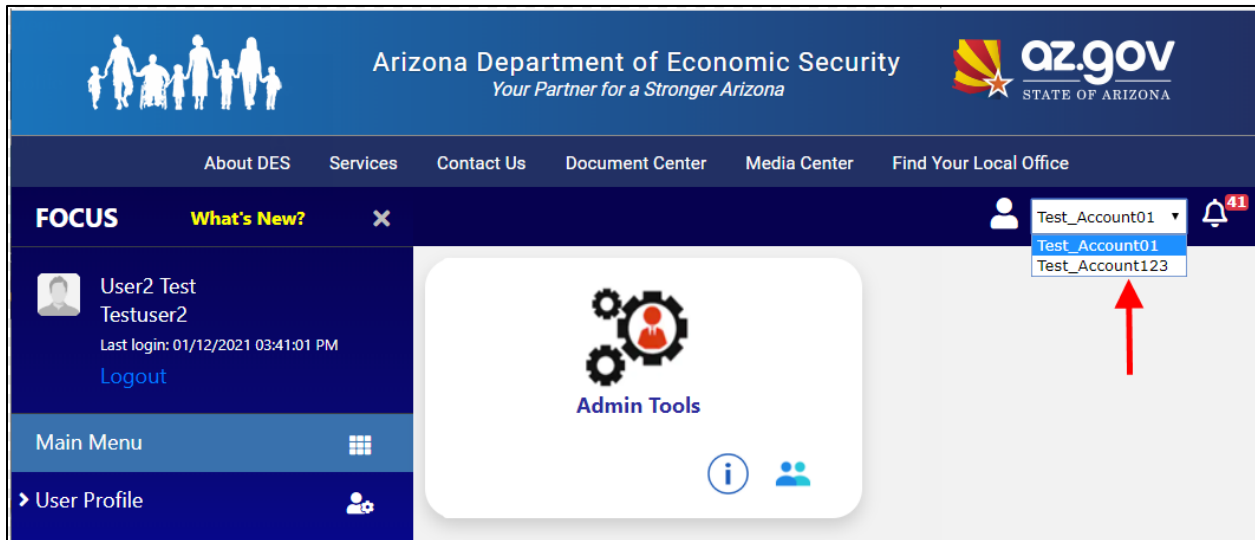 Arizona Department of Economic Security
Your Partner for a Stronger Arizona
az.gov
STATE OF ARIZONA
About DES Services Contact Us Document Center Media Center Find Your Local Office
FOCUS What's New? Test_Account01 41
Test_Account01
Test_Account123
User2 Test
Testuser2
Last login: 01/12/2021 03:41:01 PM
Logout
Main Menu
User Profile
Admin Tools
i